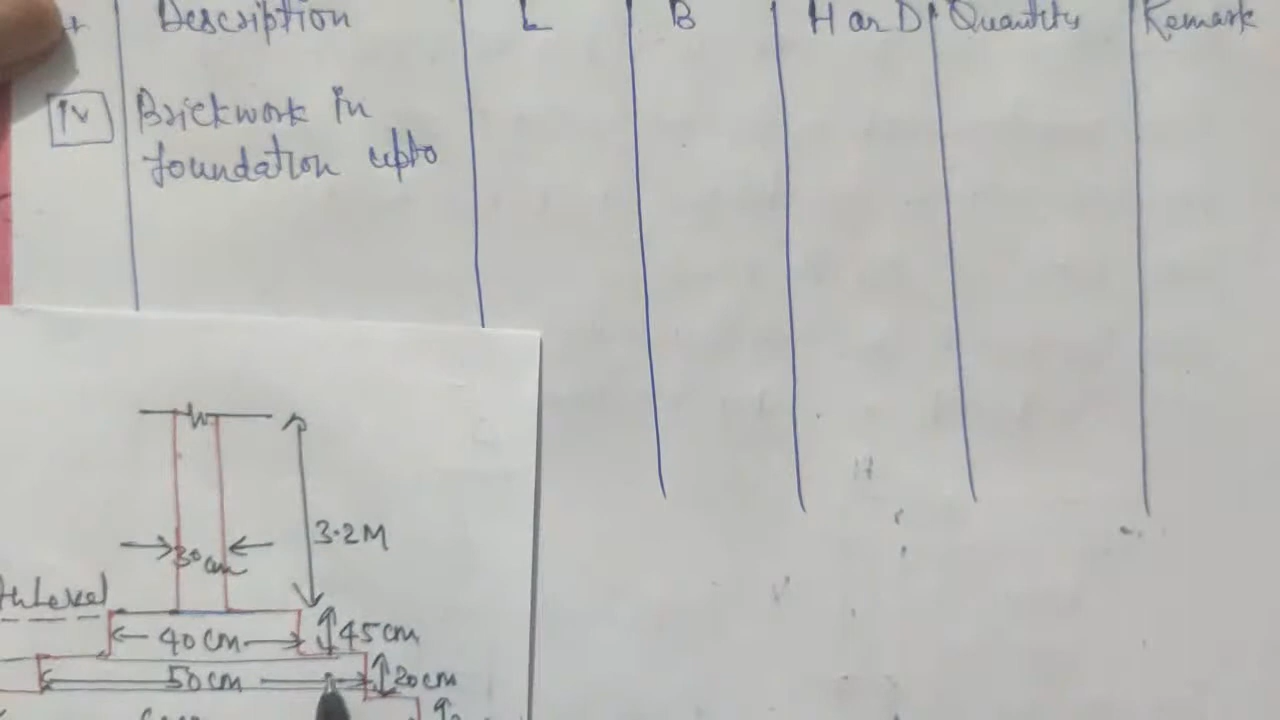 Description L B H or D Quantity Remark
iv Brickwork in
foundation upto
3.2M
30cm
40cm 45cm
50cm 20cm